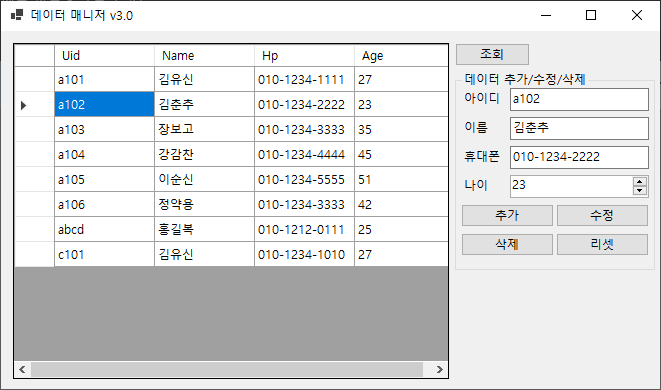 데이터 매니저 v3.0
Uid Name Hp Age
a101 김유신 010-1234-1111 27
a102 김춘추 010-1234-2222 23
a103 장보고 010-1234-3333 35
a104 강감찬 010-1234-4444 45
a105 이순신 010-1234-5555 51
a106 정약용 010-1234-3333 42
abcd 홍길복 010-1212-0111 25
c101 김유신 010-1234-1010 27
조회
데이터 추가/수정/삭제
아이디 a102
이름 김춘추
휴대폰 010-1234-2222
나이 23
추가 수정
삭제 리셋